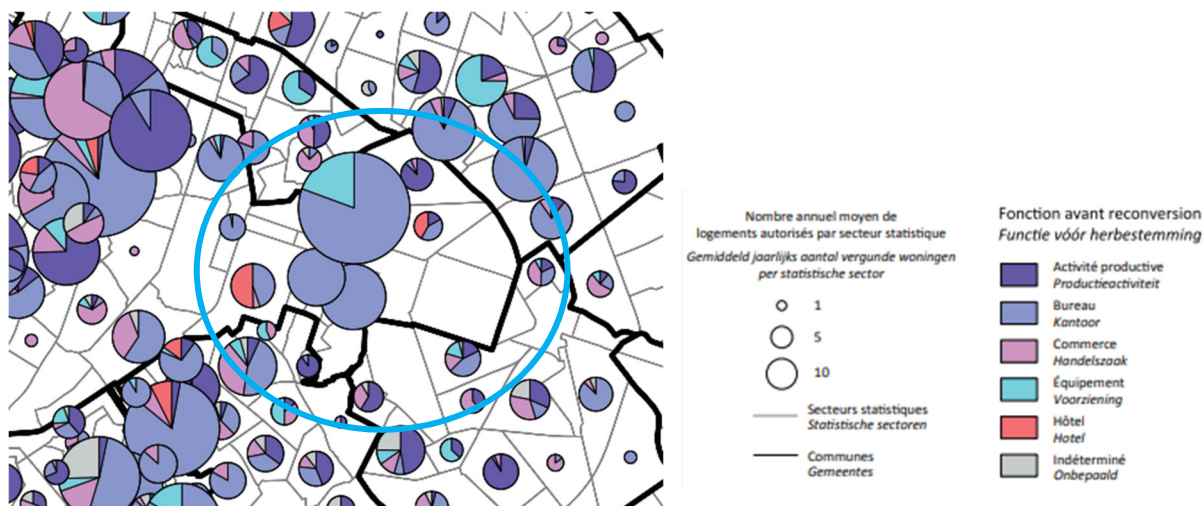 Nombre annuel moyen de
logements autorisés par secteur statistique
Gemiddeld jaarlijks aantal vergunde woningen
per statistische sector
1
5
10
Secteurs statistiques
Statistische sectoren
Communes
Gemeentes
Fonction avant reconversion
Functie vóór herbestemming
Activité productive
Productieactiviteit
Bureau
Kantoor
Commerce
Handelszaak
Équipement
Voorziening
Hôtel
Hotel
Indéterminé
Onbepaald